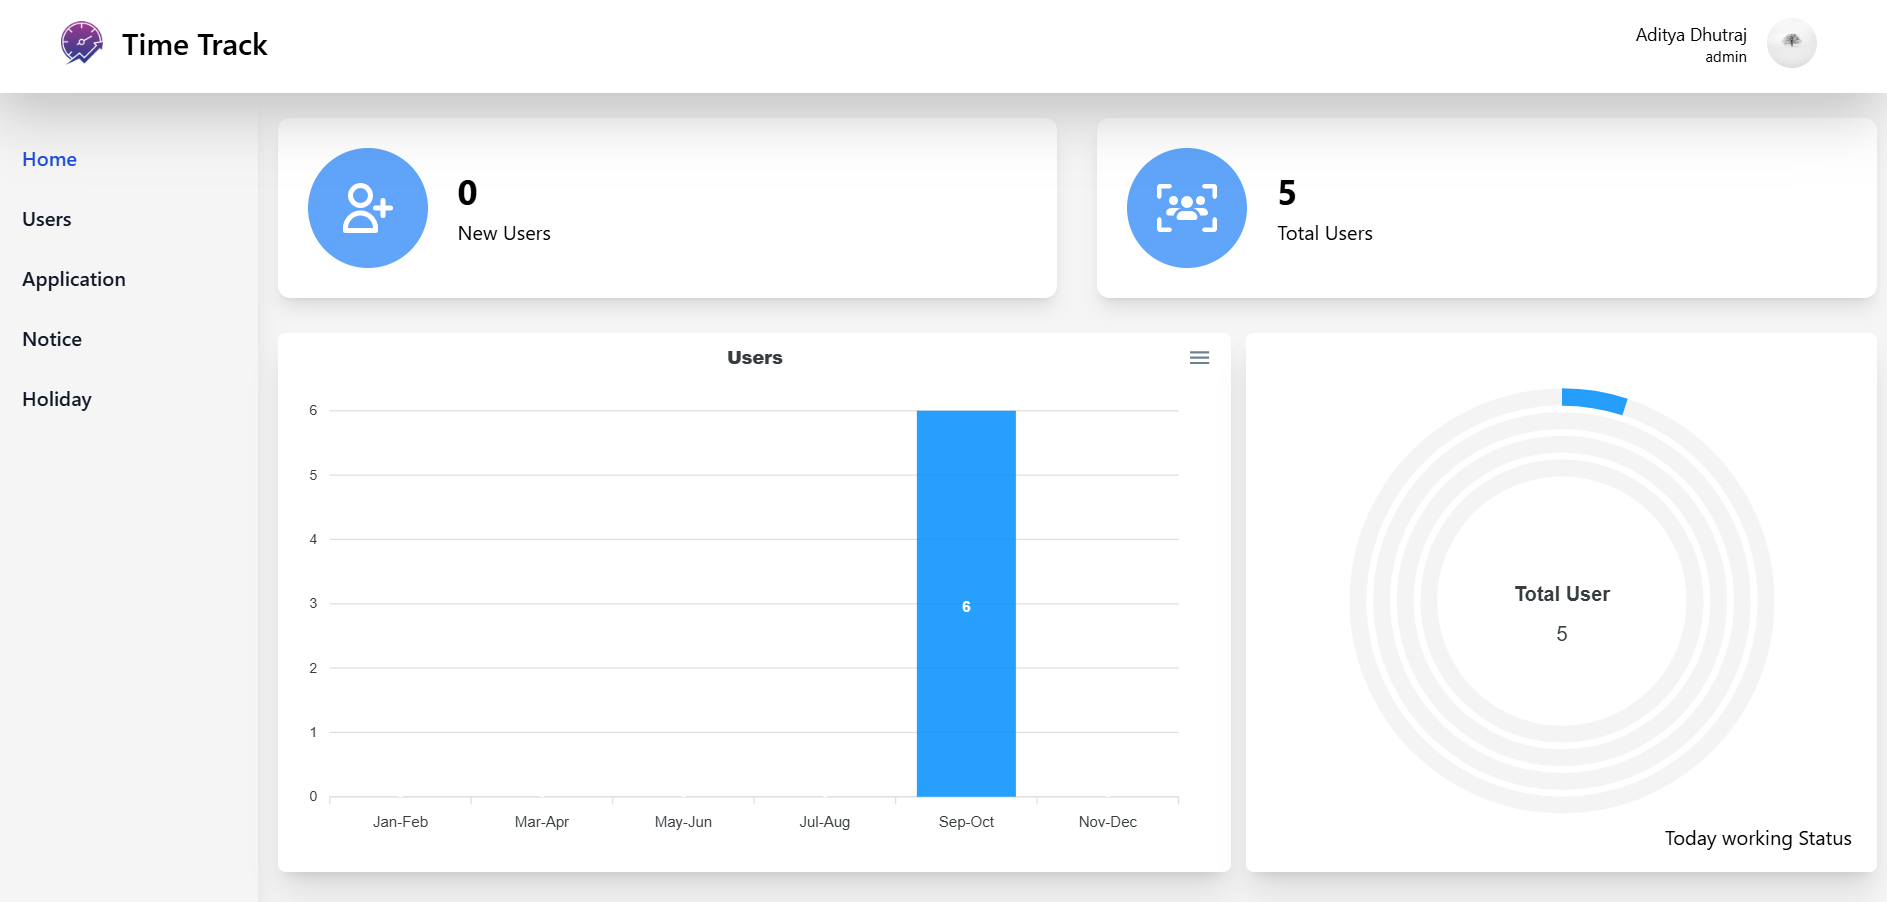 Time Track
Aditya Dhutraj
admin
Home
Users
Application
Notice
Holiday
0
New Users
5
Total Users
Users
6
5
4
3
2
1
0
6
Jan-Feb
Mar-Apr
May-Jun
Jul-Aug
Sep-Oct
Nov-Dec
Total User
5
Today working Status